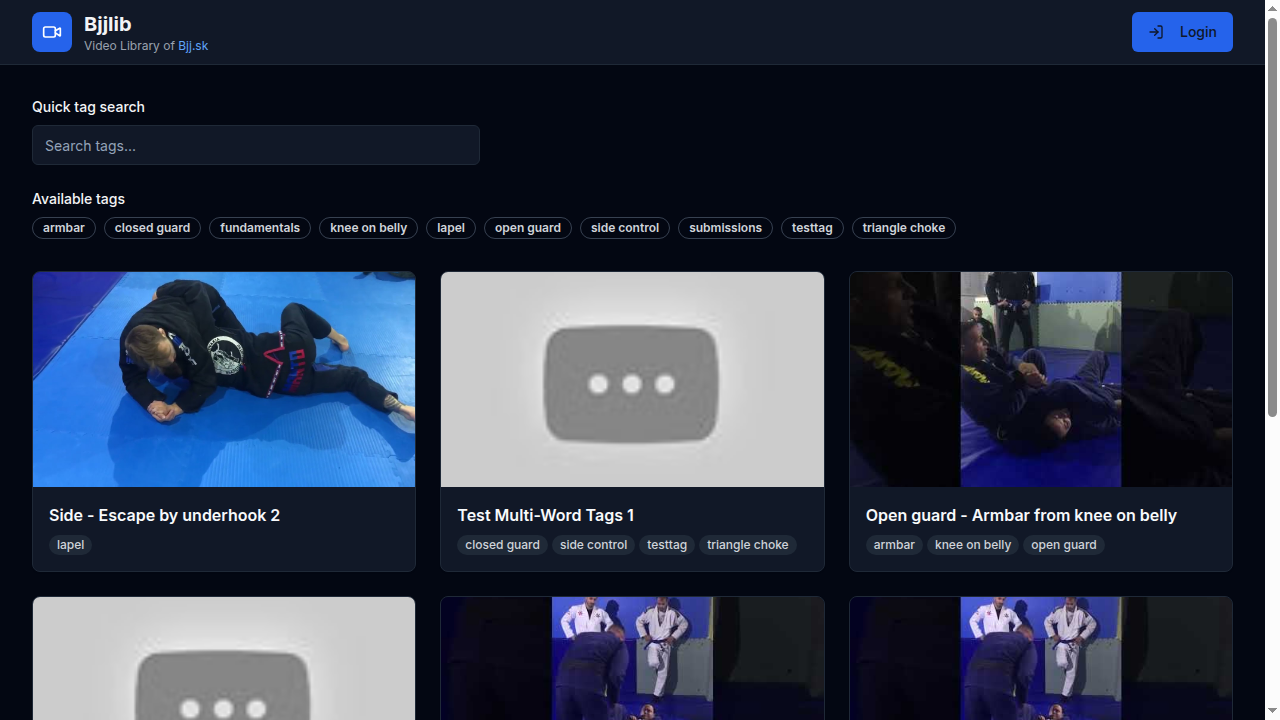 Bjjlib
Video Library of Bjj.sk
Login
Quick tag search
Search tags...
Available tags
armbar
closed guard
fundamentals
knee on belly
lapel
open guard
side control
submissions
testtag
triangle choke
Side - Escape by underhook 2
lapel
Test Multi-Word Tags 1
closed guard
side control
testtag
triangle choke
Open guard - Armbar from knee on belly
armbar
knee on belly
open guard